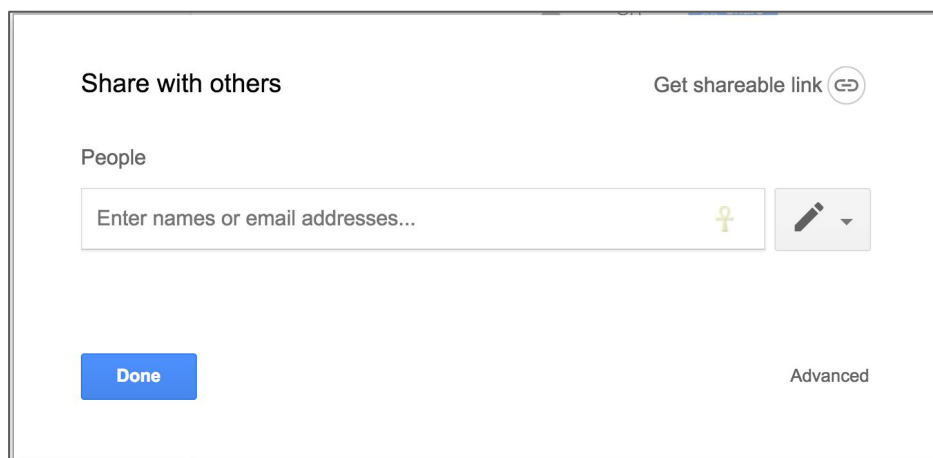 Share with others
Get shareable link
People
Enter names or email addresses...
Done
Advanced